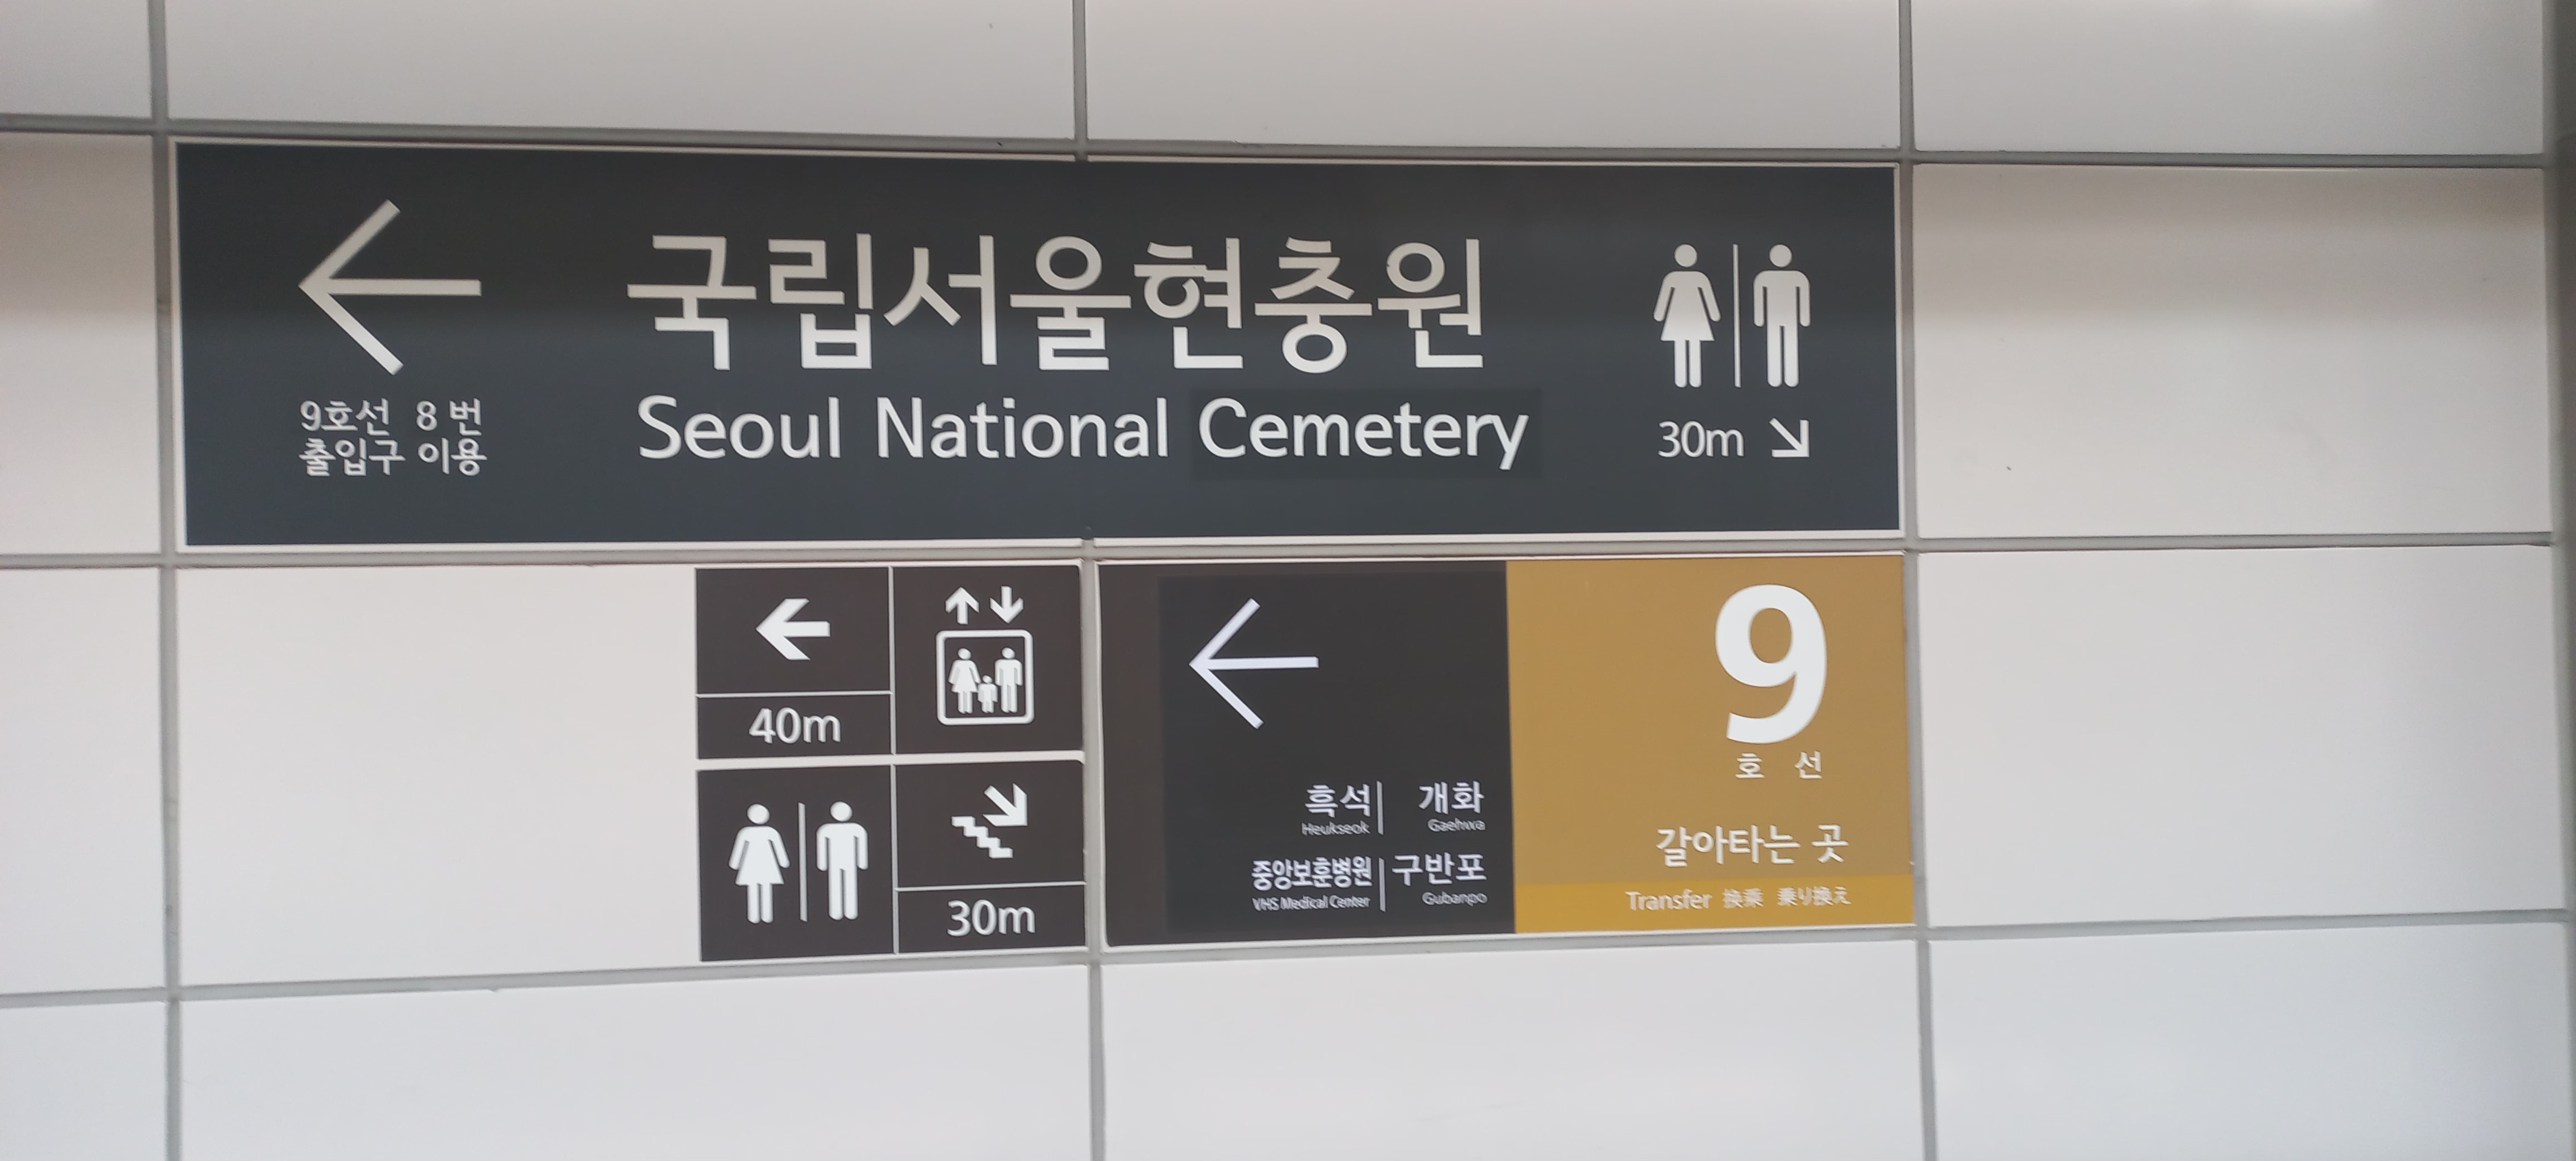 국립서울현충원
Seoul National Cemetery
9호선 8번
출입구 이용
30m
40m
30m
흑석 | 개화
Heukseok Gaehwa
중앙보훈병원 | 구반포
VHS Medical Center Gubanpo
9
호선
갈아타는 곳
Transfer 換乘 乗り換え